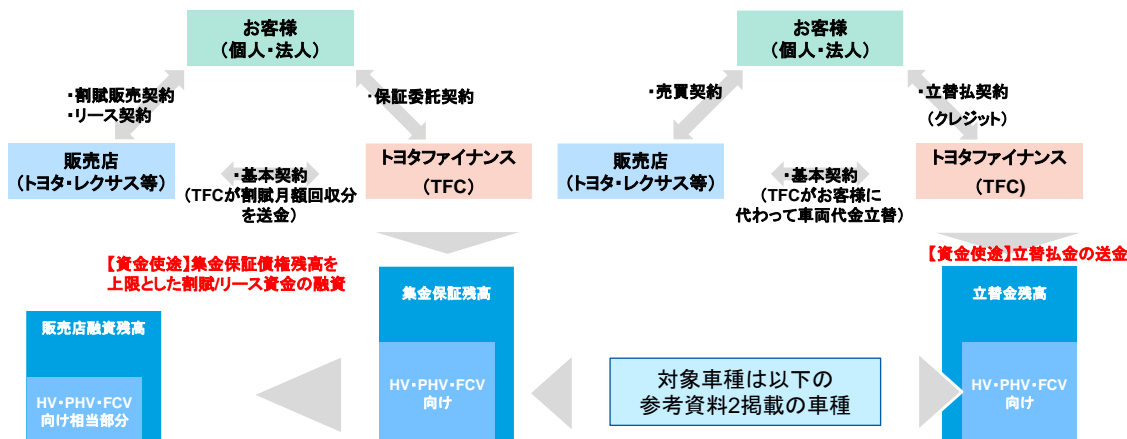 お客様
（個人・法人）
・割賦販売契約
・リース契約
・保証委託契約
販売店
（トヨタ・レクサス等）
・基本契約
（TFCが割賦月額回収分
を送金）
トヨタファイナンス
（TFC）
【資金使途】集金保証債権残高を
上限とした割賦/リース資金の融資
集金保証残高
販売店融資残高
HV・PHV・FCV
向け
HV・PHV・FCV
向け相当部分
お客様
（個人・法人）
・売買契約
・立替払契約
（クレジット）
販売店
（トヨタ・レクサス等）
・基本契約
（TFCがお客様に
代わって車両代金立替）
トヨタファイナンス
（TFC)
【資金使途】立替払金の送金
立替金残高
対象車種は以下の
参考資料2掲載の車種
HV・PHV・FCV
向け